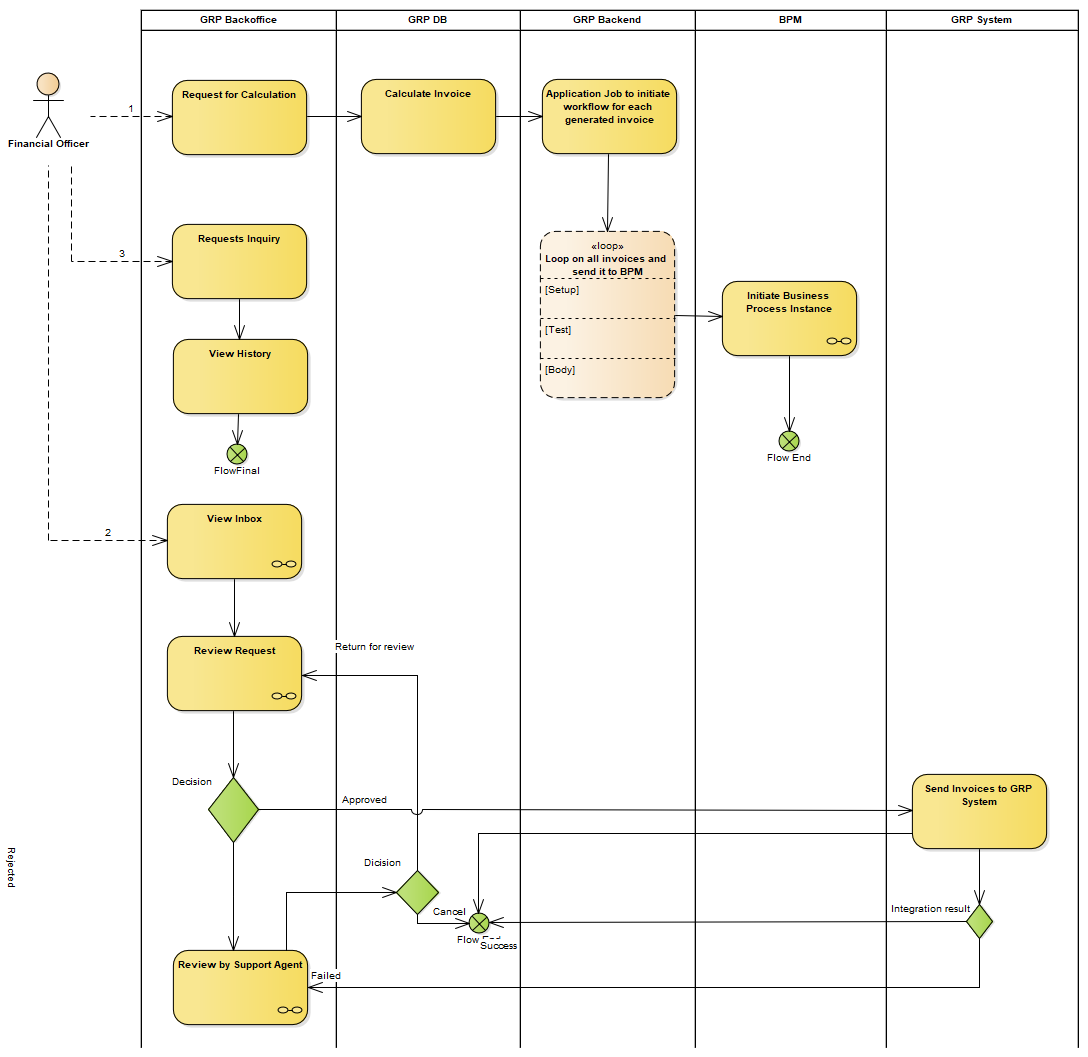 GRP Backoffice
GRP DB
GRP Backend
BPM
GRP System
Financial Officer
1
Request for Calculation
Calculate Invoice
Application Job to initiate
workflow for each
generated invoice
3
Requests Inquiry
«loop»
Loop on all invoices and
send it to BPM
[Setup]
[Test]
[Body]
Initiate Business
Process Instance
View History
FlowFinal
Flow End
2
View Inbox
Review Request
Return for review
Decision
Approved
Send Invoices to GRP
System
Rejected
Dicision
Cancel
Integration result
Flow
Success
Review by Support Agent
Failed